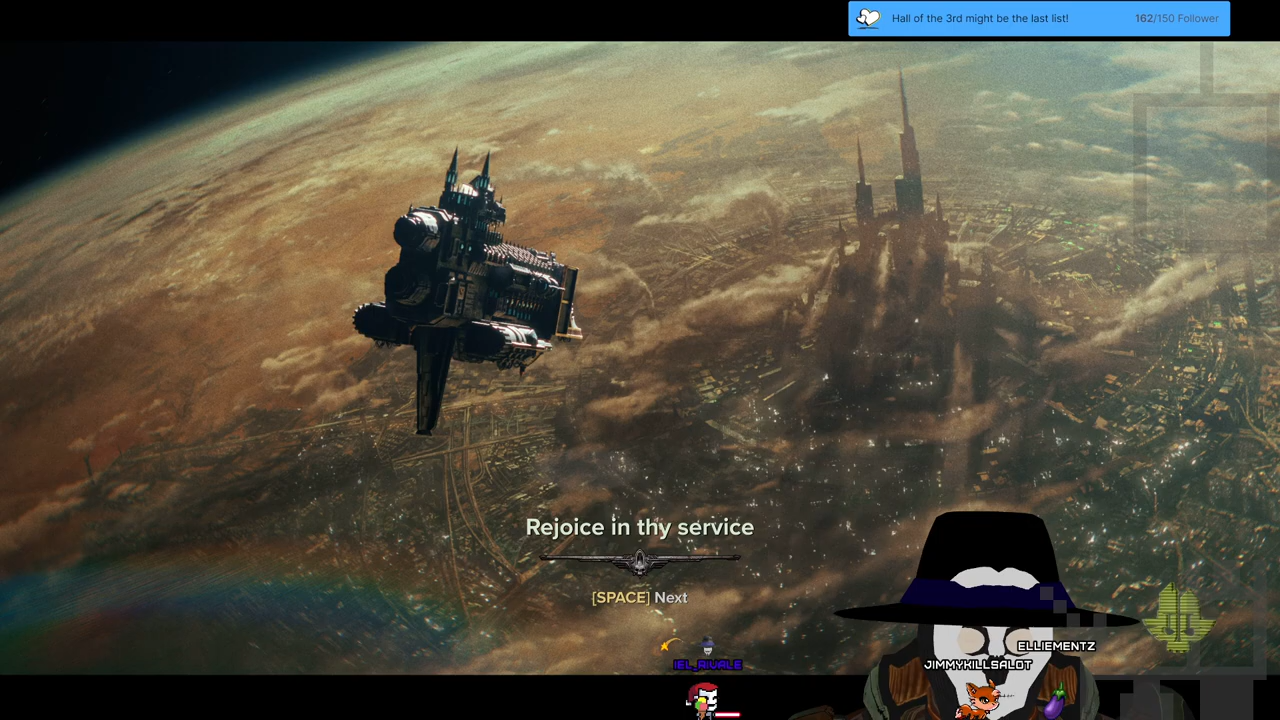 Hall of the 3rd might be the last list!
162/150 Follower
Rejoice in thy service
[SPACE] Next
ELLIEMENTZ
IEL_RIVALE
JIMMYKILLSALOT